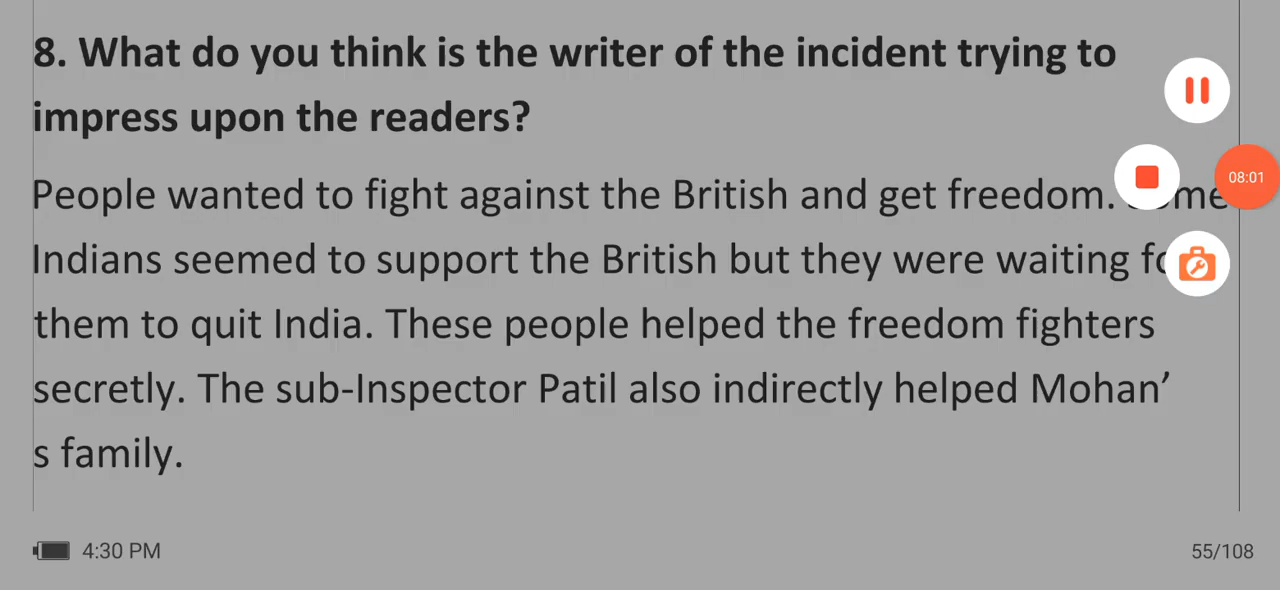 8. What do you think is the writer of the incident trying to
impress upon the readers?
People wanted to fight against the British and get freedom.
08:01
Indians seemed to support the British but they were waiting
them to quit India. These people helped the freedom fighters
secretly. The sub-Inspector Patil also indirectly helped Mohan’
s family.
4:30 PM
55/108